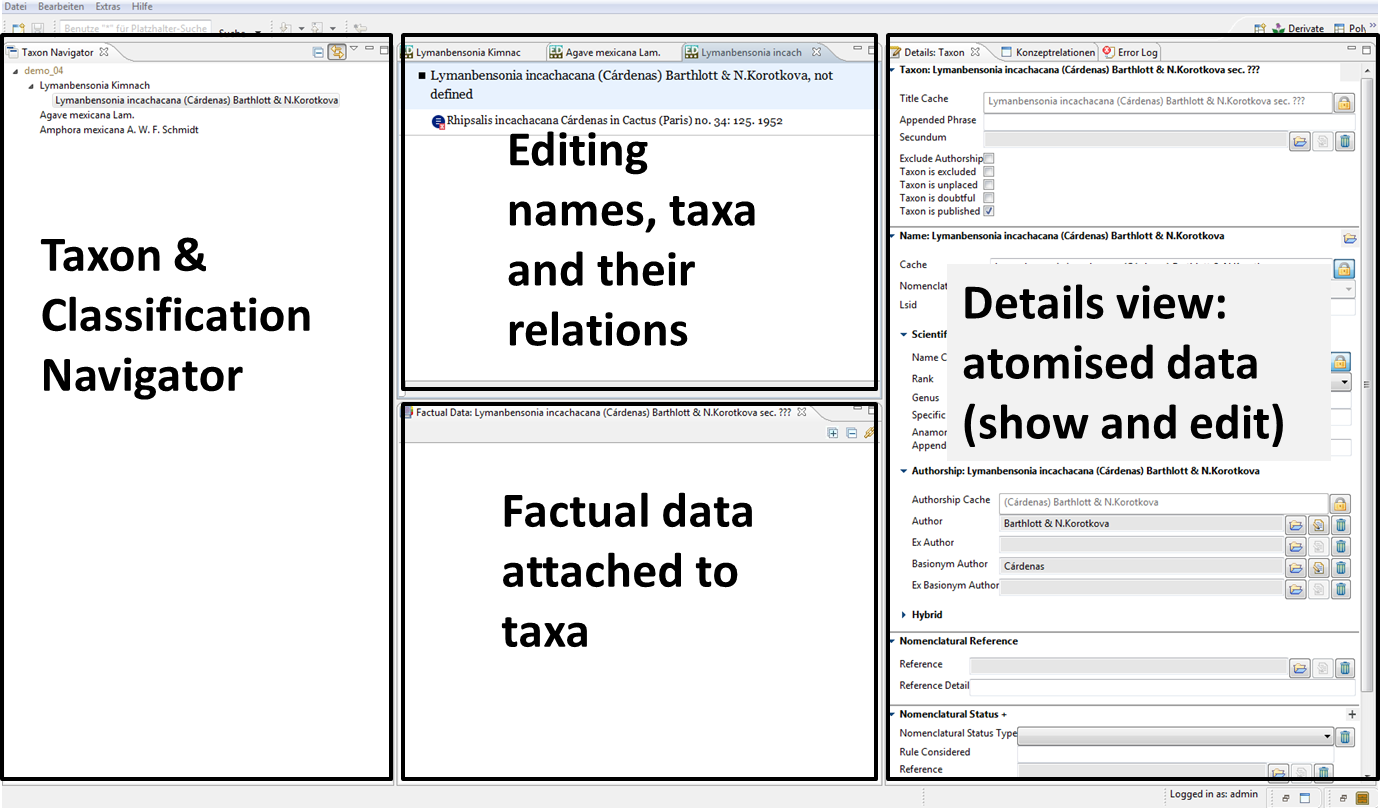 Datei Bearbeiten Extras Hilfe
Benutze "*" für Platzhalter-Suche Suche
Derivate
Taxon Navigator
demo_04
Lymanbensonia Kimnach
Lymanbensonia incachacana (Cárdenas) Barthlott & N.Korotkova
Agave mexicana Lam.
Amphora mexicana A. W. F. Schmidt
Taxon &
Classification
Navigator
Lymanbensonia Kimnac Agave mexicana Lam. Lymanbensonia incach
Lymanbensonia incachacana (Cárdenas) Barthlott & N.Korotkova, not
defined
Rhipsalis incachacana Cárdenas in Cactus (Paris) no. 34: 125. 1952
Editing
names, taxa
and their
relations
Factual Data: Lymanbensonia incachacana (Cárdenas) Barthlott & N.Korotkova sec. ???
Factual data
attached to
taxa
Details: Taxon Konzeptrelationen Error Log
Taxon: Lymanbensonia incachacana (Cárdenas) Barthlott & N.Korotkova sec. ???
Title Cache Lymanbensonia incachacana (Cárdenas) Barthlott & N.Korotkova sec. ???
Appended Phrase
Secundum
Exclude Authorship
Taxon is excluded
Taxon is unplaced
Taxon is doubtful
Taxon is published
Name: Lymanbensonia incachacana (Cárdenas) Barthlott & N.Korotkova
Cache
Nomenclat
Lsid
Scientif
Name C
Rank
Genus
Specific
Anamor
Append
Details view:
atomised data
(show and edit)
Authorship: Lymanbensonia incachacana (Cárdenas) Barthlott & N.Korotkova
Authorship Cache (Cárdenas) Barthlott & N.Korotkova
Author Barthlott & N.Korotkova
Ex Author
Basionym Author Cárdenas
Ex Basionym Author
Hybrid
Nomenclatural Reference
Reference
Reference Detail
Nomenclatural Status +
Nomenclatural Status Type
Rule Considered
Reference
Logged in as: admin